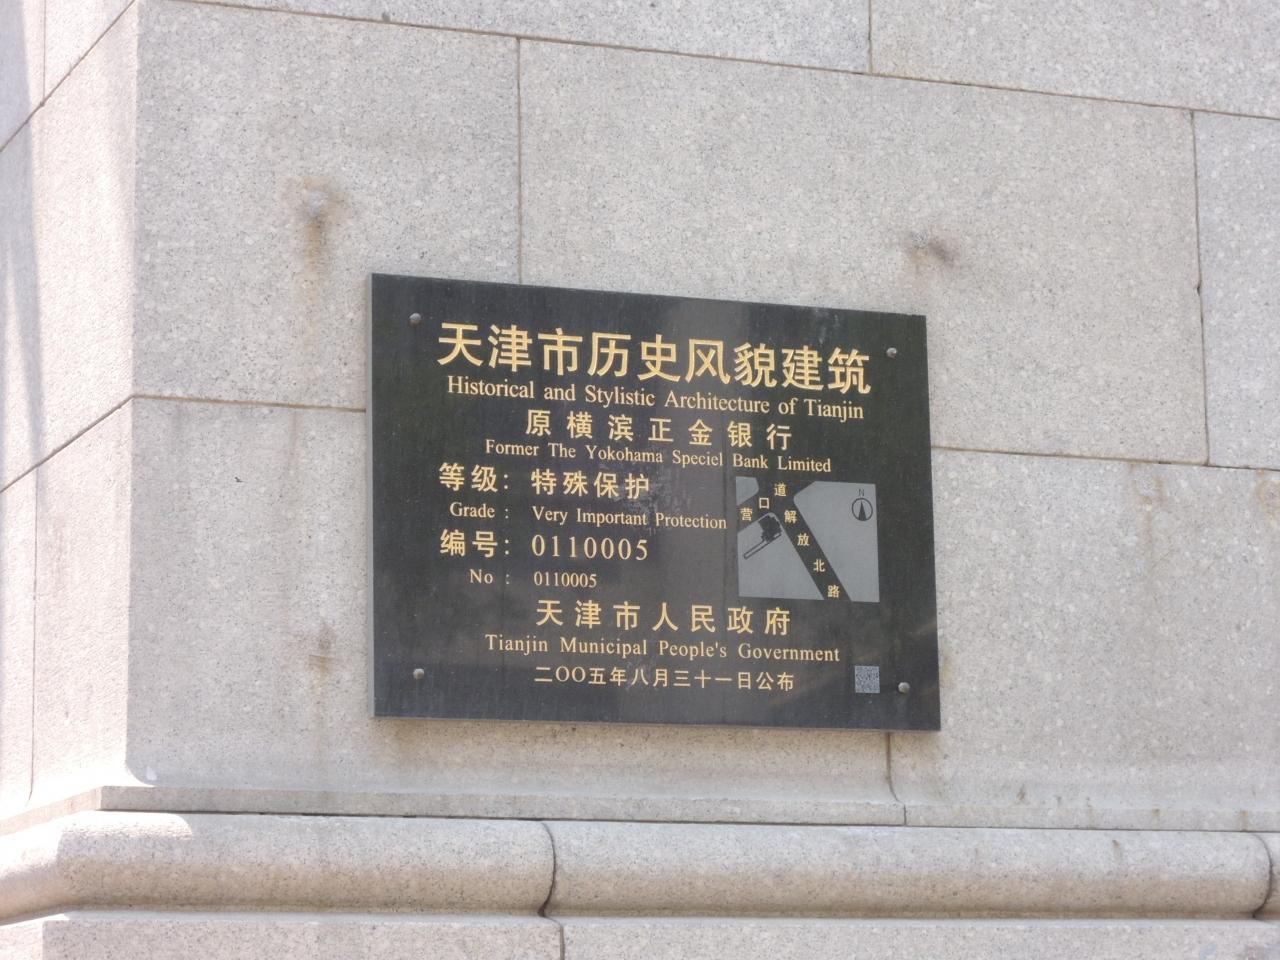 天津市历史风貌建筑
Historical and Stylistic Architecture of Tianjin
原横滨正金银行
Former The Yokohama Speciel Bank Limited
等级：特殊保护
Grade : Very Important Protection
编号：0110005
No : 0110005
营口道
解放北路
N
天津市人民政府
Tianjin Municipal People's Government
二OO五年八月三十一日公布